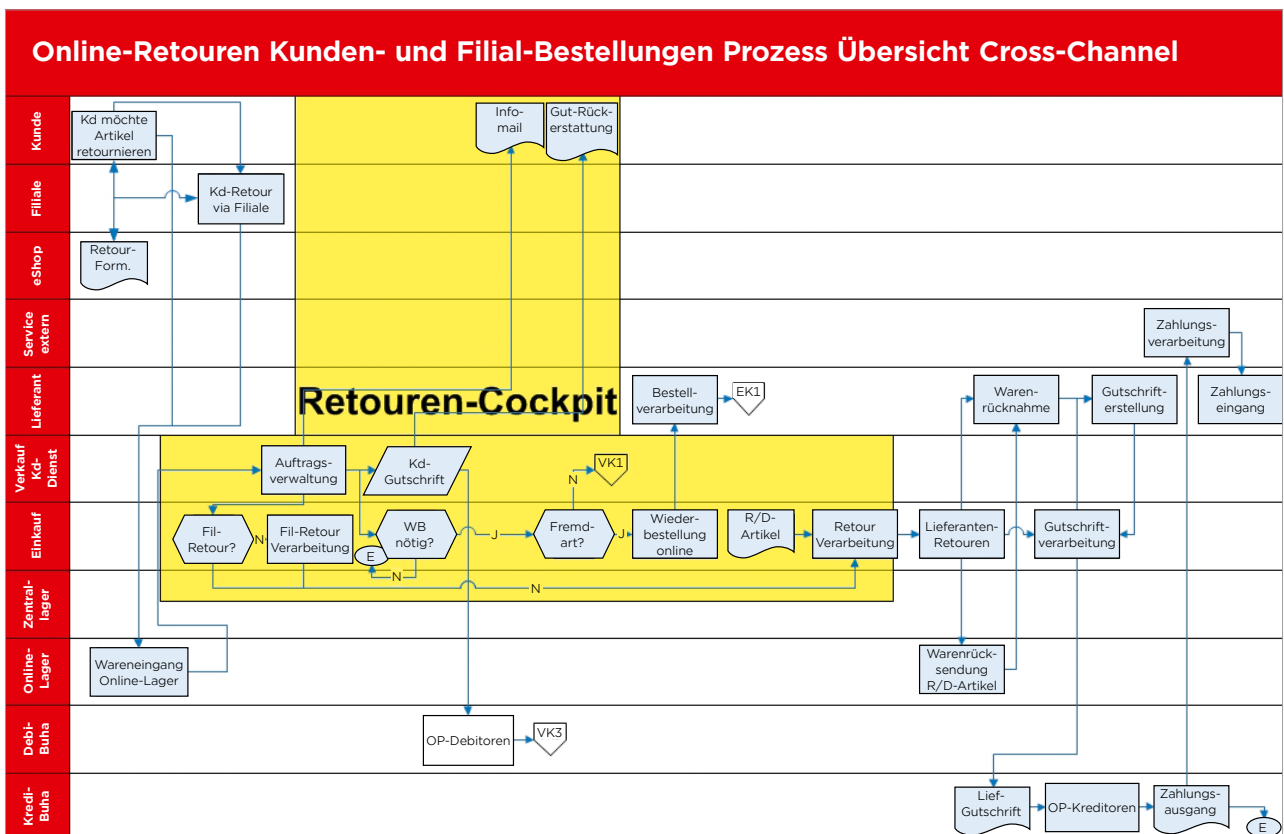 Online-Retouren Kunden- und Filial-Bestellungen Prozess Übersicht Cross-Channel
Kunde
Kd möchte
Artikel
retournieren
Info-
mail
Gut-Rück-
erstattung
Filiale
Kd-Retour
via Filiale
eShop
Retour-
Form.
Service
extern
Zahlungs-
verarbeitung
Lieferant
Retouren-Cockpit
Bestell-
verarbeitung
EK1
Waren-
rücknahme
Gutschrift-
erstellung
Zahlungs-
eingang
Verkauf
Kd-
Dienst
Auftrags-
verwaltung
Kd-
Gutschrift
N
VK1
Einkauf
Fil-
Retour?
N
Fil-Retour
Verarbeitung
E
WB
nötig?
N
J
Fremd-
art?
J
Wieder-
bestellung
online
R/D-
Artikel
Retour
Verarbeitung
Lieferanten-
Retouren
Gutschrift-
verarbeitung
Zentral-
lager
N
Online-
Lager
Wareneingang
Online-Lager
Warenrück-
sendung
R/D-Artikel
Debi-
Buha
OP-Debitoren
VK3
Kredi-
Buha
Lief-
Gutschrift
OP-Kreditoren
Zahlungs-
ausgang
E